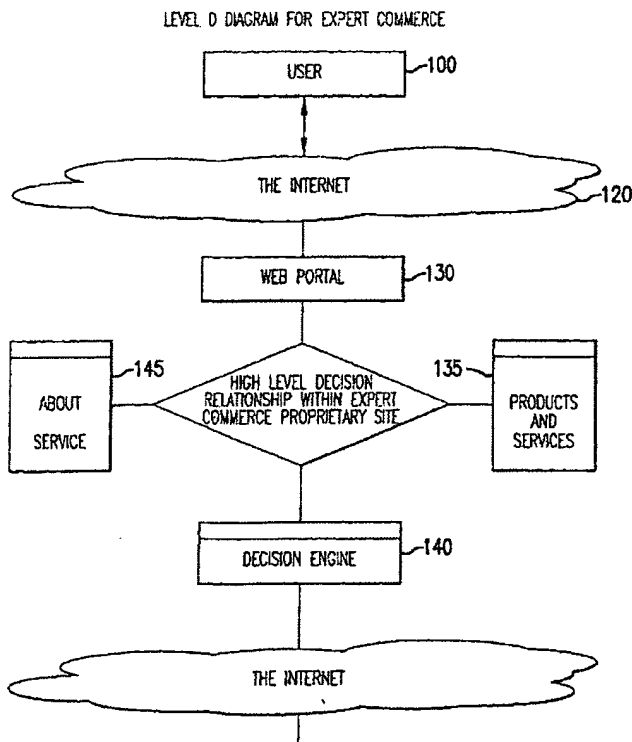 LEVEL 0 DIAGRAM FOR EXPERT COMMERCE
USER
100
THE INTERNET
120
WEB PORTAL
130
145
ABOUT
SERVICE
HIGH LEVEL DECISION
RELATIONSHIP WITHIN EXPERT
COMMERCE PROPRIETARY SITE
135
PRODUCTS
AND
SERVICES
DECISION ENGINE
140
THE INTERNET